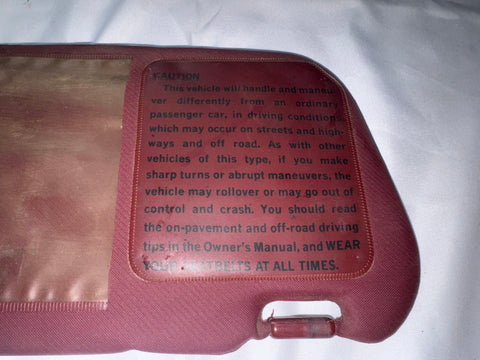 CAUTION
This vehicle will handle and maneu-
ver differently from an ordinary
passenger car, in driving conditions
which may occur on streets and high-
ways and off road. As with other
vehicles of this type, if you make
sharp turns or abrupt maneuvers, the
vehicle may rollover or may go out of
control and crash. You should read
the on-pavement and off-road driving
tips in the Owner's Manual, and WEAR
YOUR SEATBELTS AT ALL TIMES.